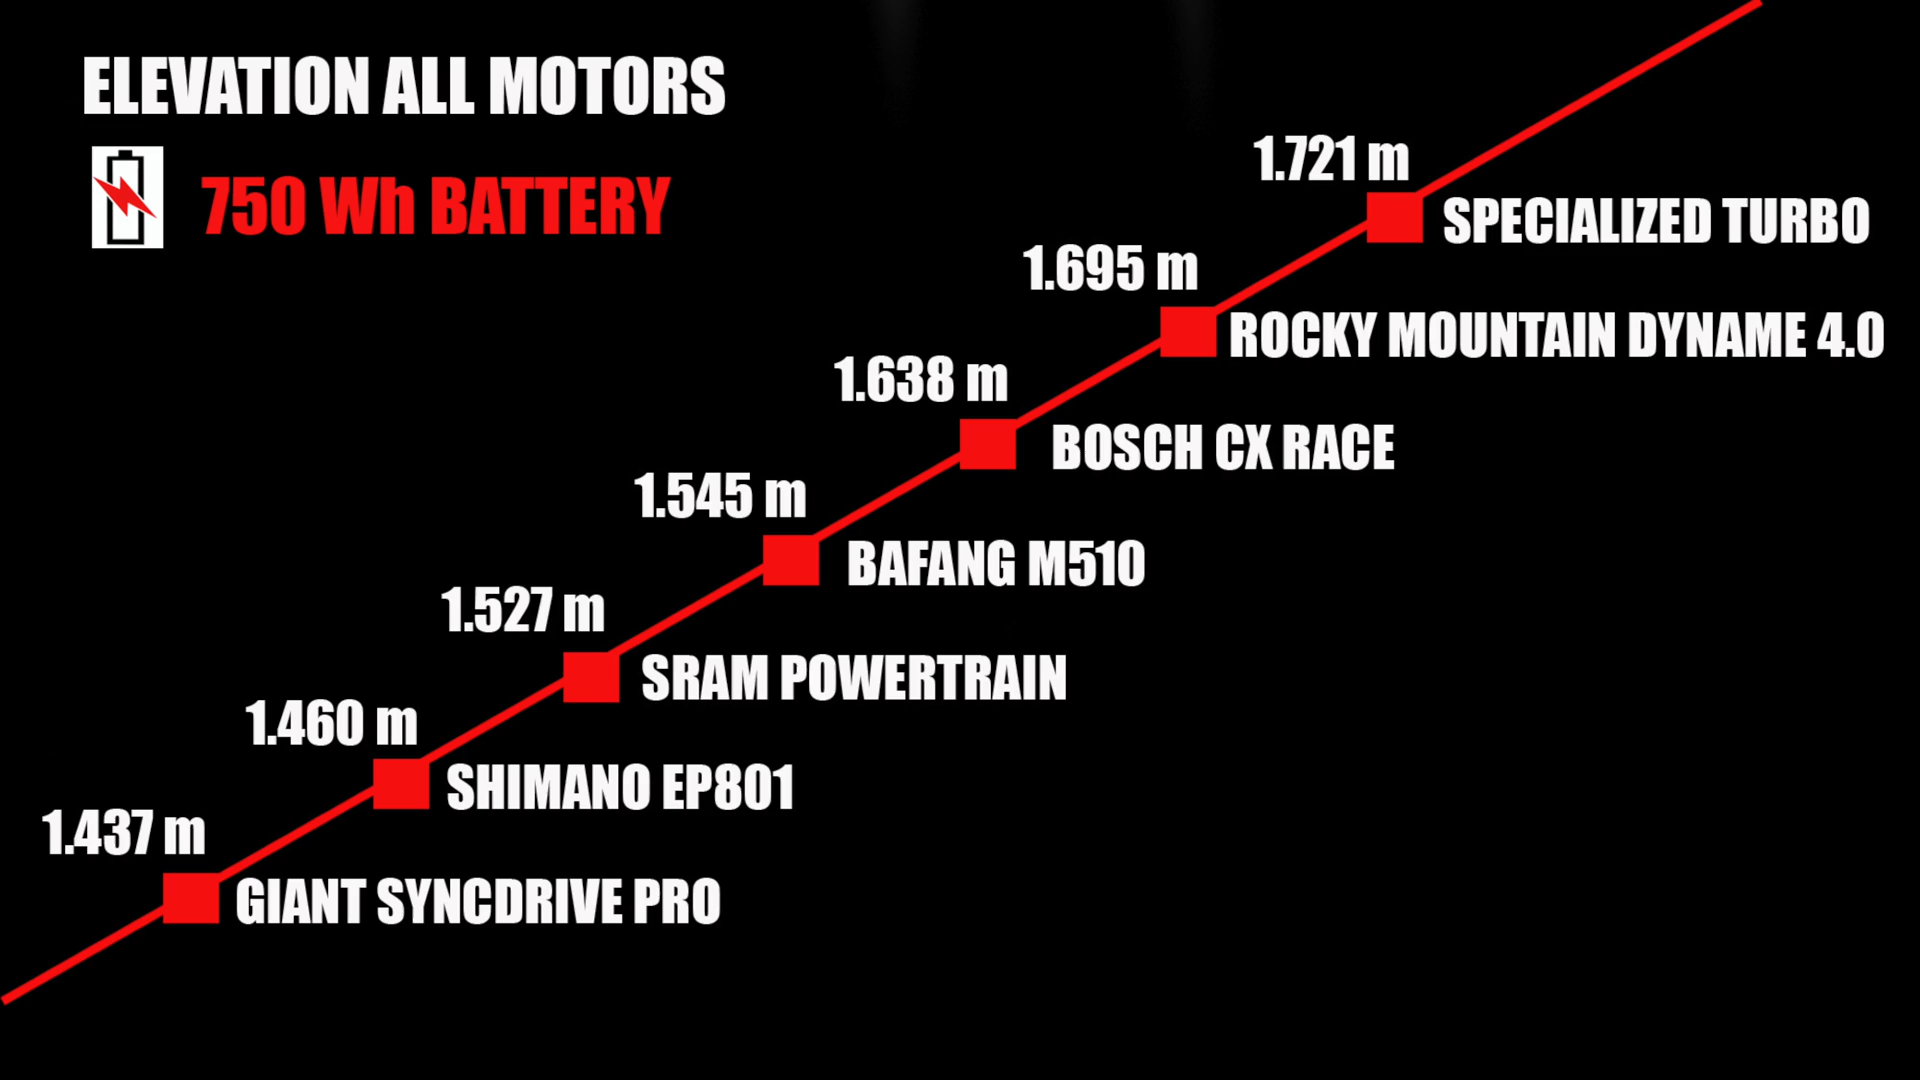 ELEVATION ALL MOTORS
750 Wh BATTERY
1.721 m
SPECIALIZED TURBO
1.695 m
ROCKY MOUNTAIN DYNAME 4.0
1.638 m
BOSCH CX RACE
1.545 m
BAFANG M510
1.527 m
SRAM POWERTRAIN
1.460 m
SHIMANO EP801
1.437 m
GIANT SYNCDRIVE PRO